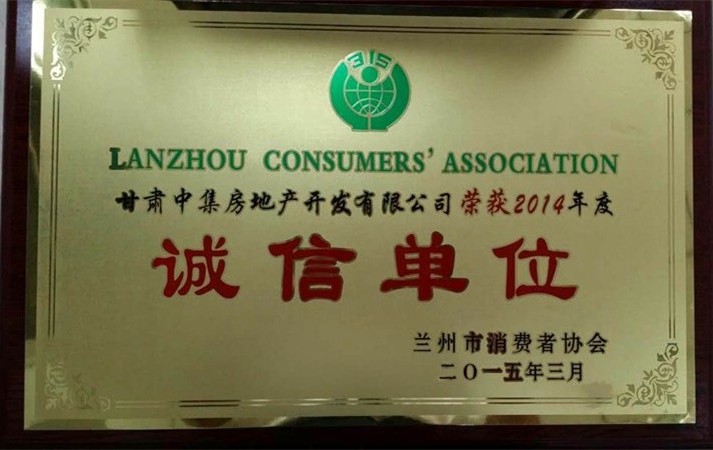 315
LANZHOU CONSUMERS' ASSOCIATION
甘肃中集房地产开发有限公司荣获2014年度
诚信单位
兰州市消费者协会
二O一五年三月